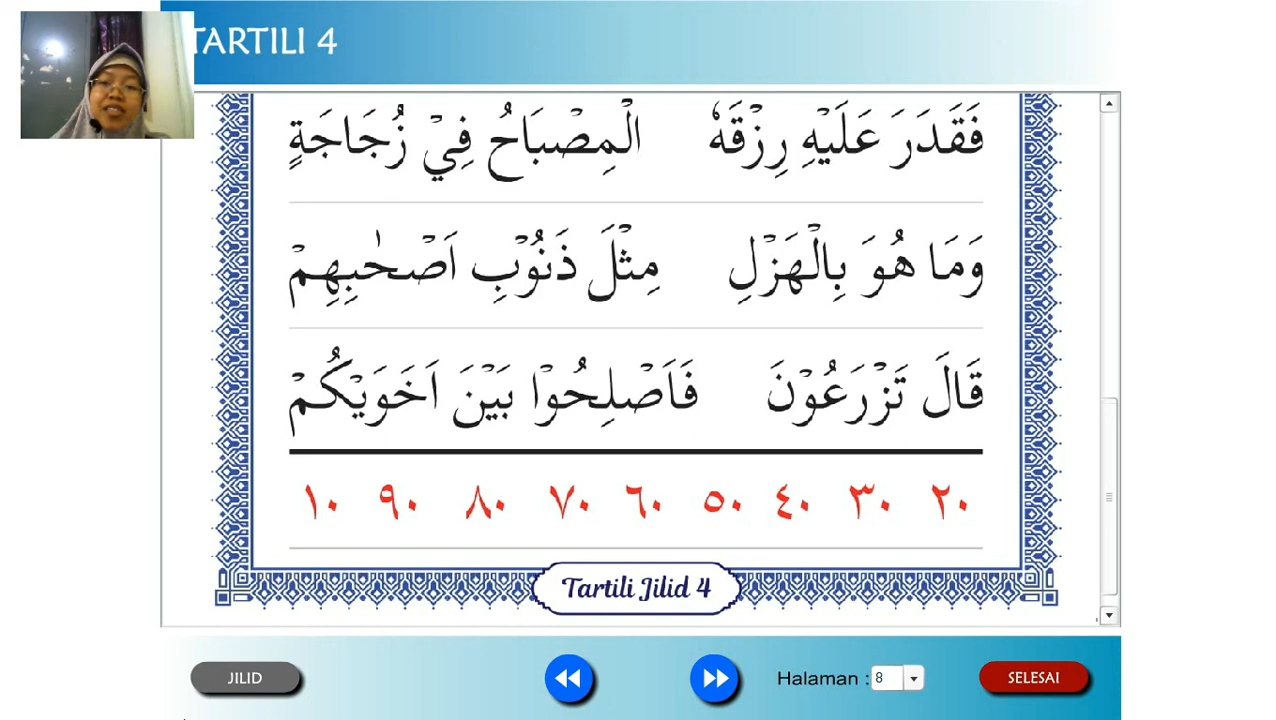 TARTILI 4
فَقَدَرَ عَلَيْهِ رِزْقَهٗ الْمِصْبَاحُ فِيْ زُجَاجَةٍ
وَمَا هُوَ بِالْهَزْلِ مِثْلَ ذَنُوْبِ اَصْحٰبِهِمْ
قَالَ تَزْرَعُوْنَ فَاَصْلِحُوْا بَيْنَ اَخَوَيْكُمْ
٢٠ ٣٠ ٤٠ ٥٠ ٦٠ ٧٠ ٨٠ ٩٠ ١٠
Tartili Jilid 4
JILID Halaman : 8 SELESAI